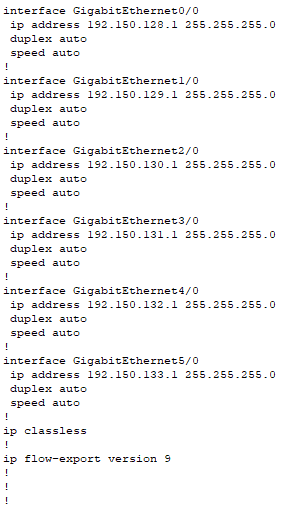 interface GigabitEthernet0/0
 ip address 192.150.128.1 255.255.255.0
 duplex auto
 speed auto
!
interface GigabitEthernet1/0
 ip address 192.150.129.1 255.255.255.0
 duplex auto
 speed auto
!
interface GigabitEthernet2/0
 ip address 192.150.130.1 255.255.255.0
 duplex auto
 speed auto
!
interface GigabitEthernet3/0
 ip address 192.150.131.1 255.255.255.0
 duplex auto
 speed auto
!
interface GigabitEthernet4/0
 ip address 192.150.132.1 255.255.255.0
 duplex auto
 speed auto
!
interface GigabitEthernet5/0
 ip address 192.150.133.1 255.255.255.0
 duplex auto
 speed auto
!
ip classless
!
ip flow-export version 9
!
!
!